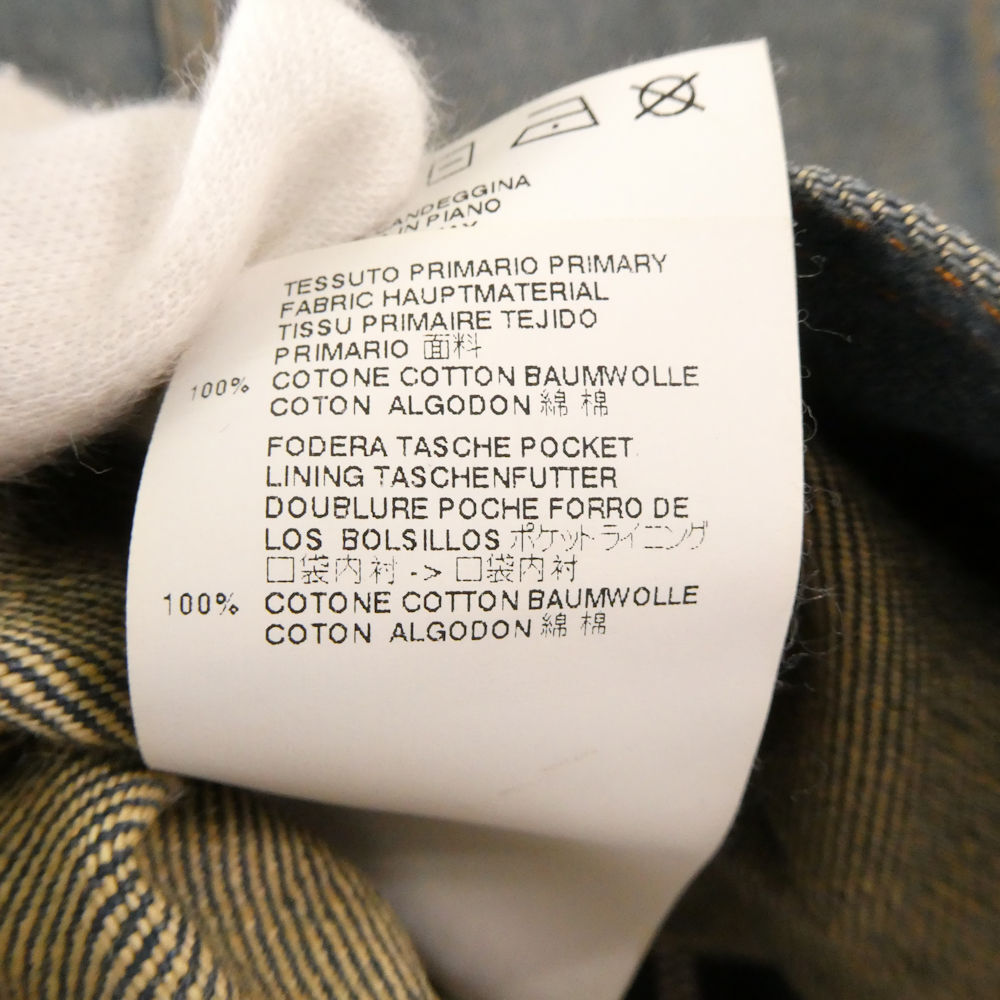 IN PIANO
TESSUTO PRIMARIO PRIMARY
FABRIC HAUPTMATERIAL
TISSU PRIMAIRE TEJIDO
PRIMARIO 面料
100% COTONE COTTON BAUMWOLLE
COTON ALGODON 綿 棉
FODERA TASCHE POCKET
LINING TASCHENFUTTER
DOUBLURE POCHE FORRO DE
LOS BOLSILLOS ポケットライニング
口袋内衬 -> 口袋内衬
100% COTONE COTTON BAUMWOLLE
COTON ALGODON 綿 棉